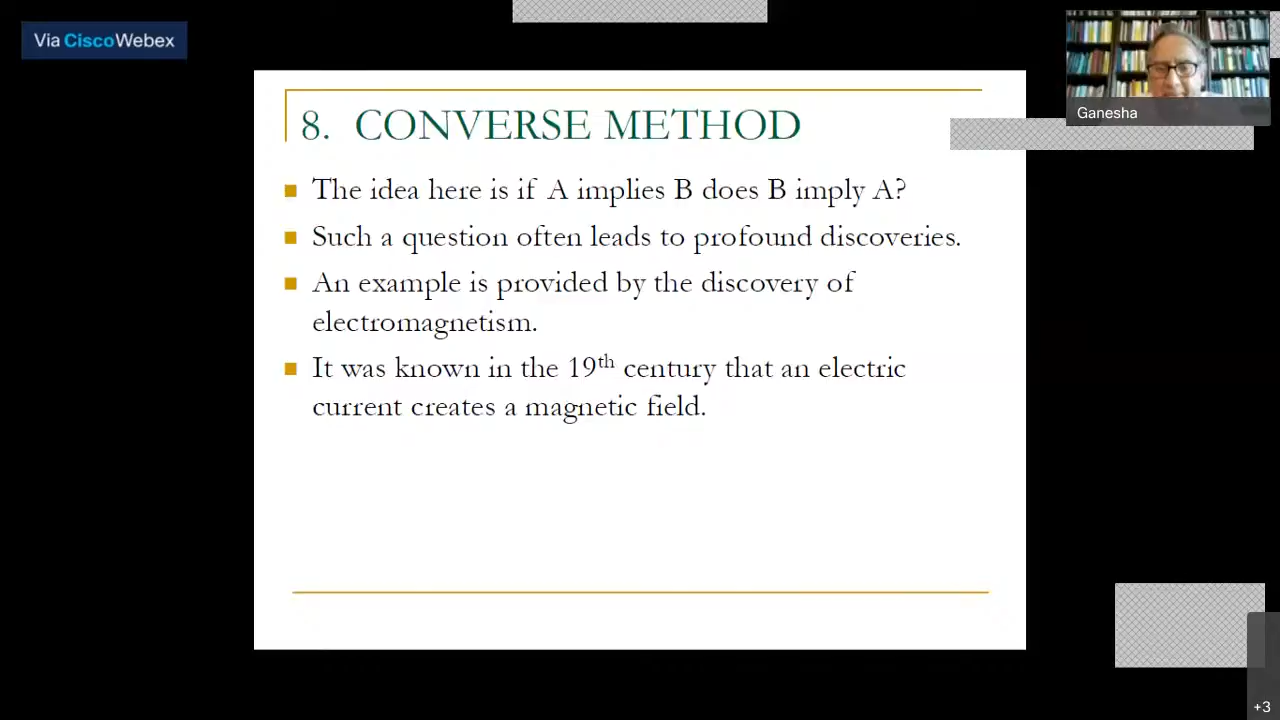 Via CiscoWebex
Ganesha
8. CONVERSE METHOD
The idea here is if A implies B does B imply A?
Such a question often leads to profound discoveries.
An example is provided by the discovery of
electromagnetism.
It was known in the 19th century that an electric
current creates a magnetic field.
+3